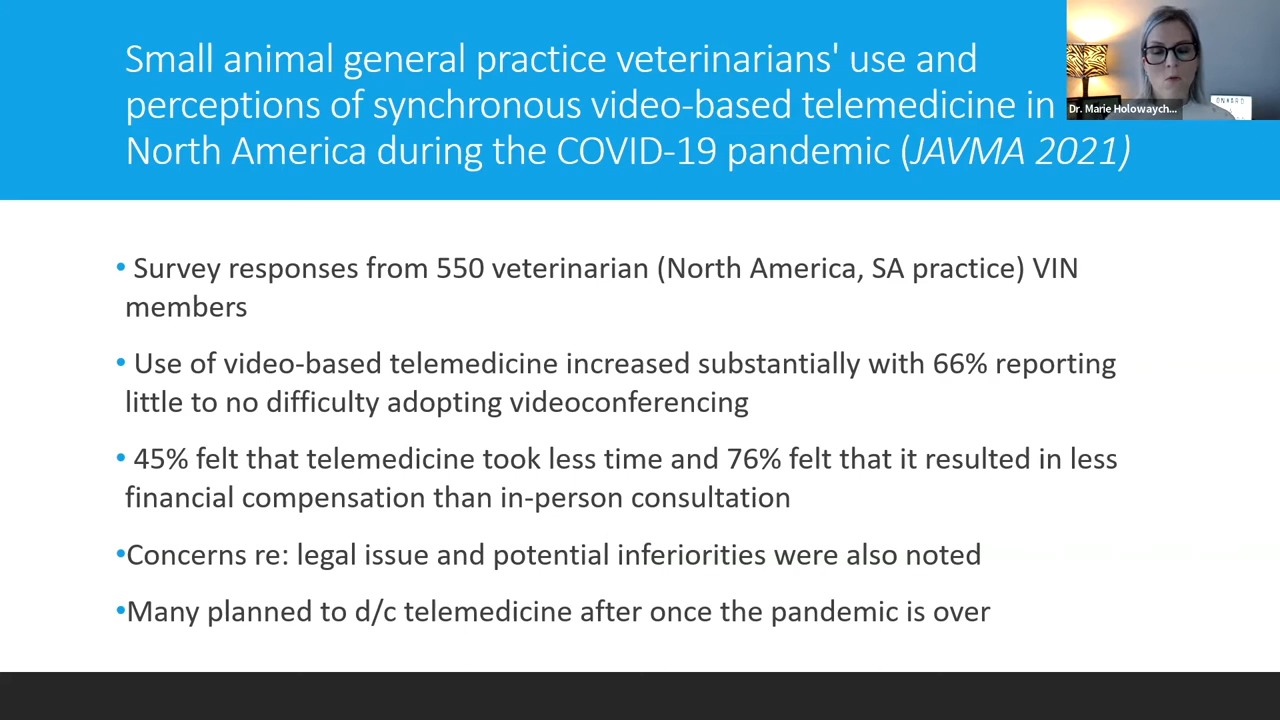 Small animal general practice veterinarians' use and
perceptions of synchronous video-based telemedicine in
North America during the COVID-19 pandemic (JAVMA 2021)
Dr. Marie Holowaych...
• Survey responses from 550 veterinarian (North America, SA practice) VIN
members
• Use of video-based telemedicine increased substantially with 66% reporting
little to no difficulty adopting videoconferencing
• 45% felt that telemedicine took less time and 76% felt that it resulted in less
financial compensation than in-person consultation
•Concerns re: legal issue and potential inferiorities were also noted
•Many planned to d/c telemedicine after once the pandemic is over